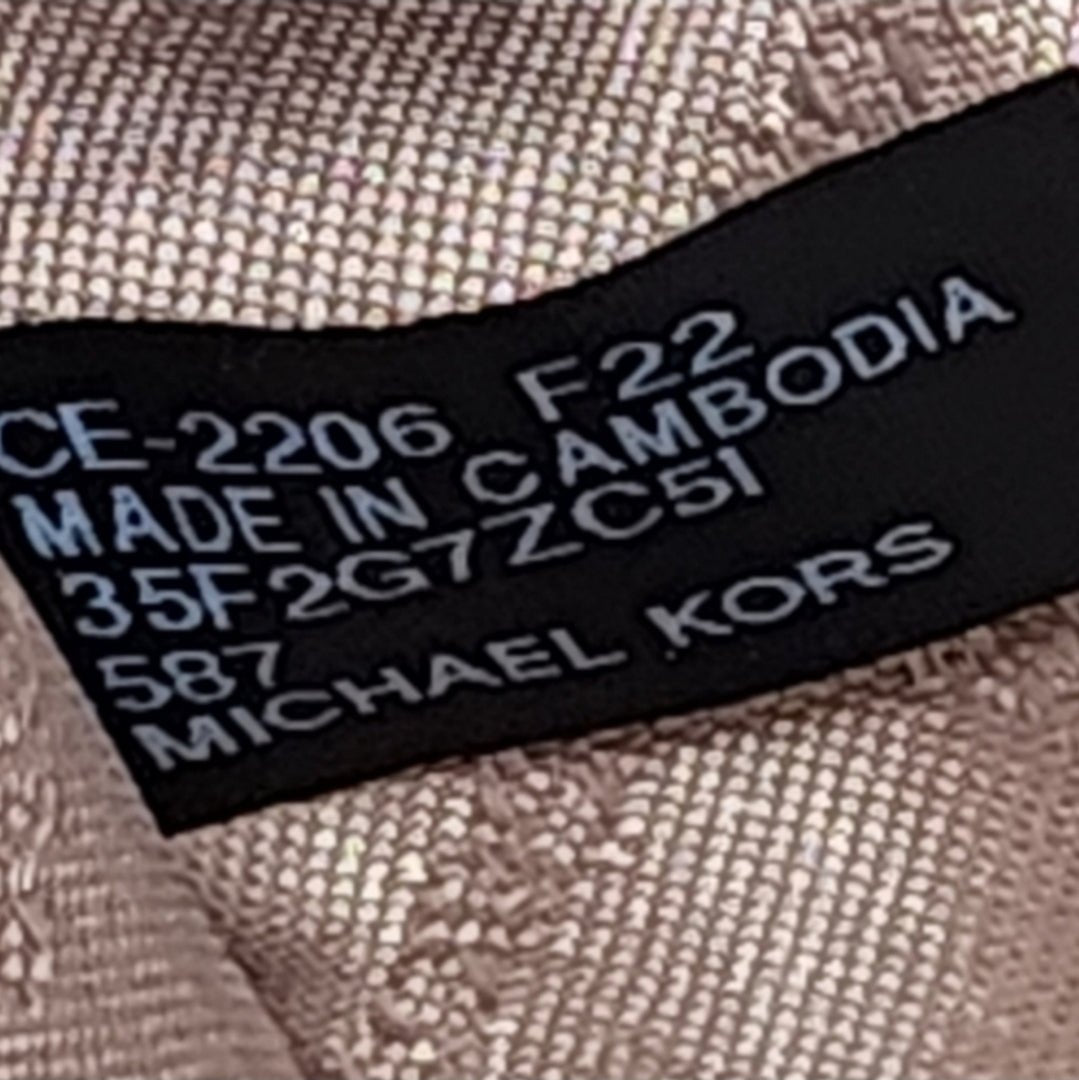 CE-2206 F22
MADE IN CAMBODIA
35F2G7ZC5I
587
MICHAEL KORS